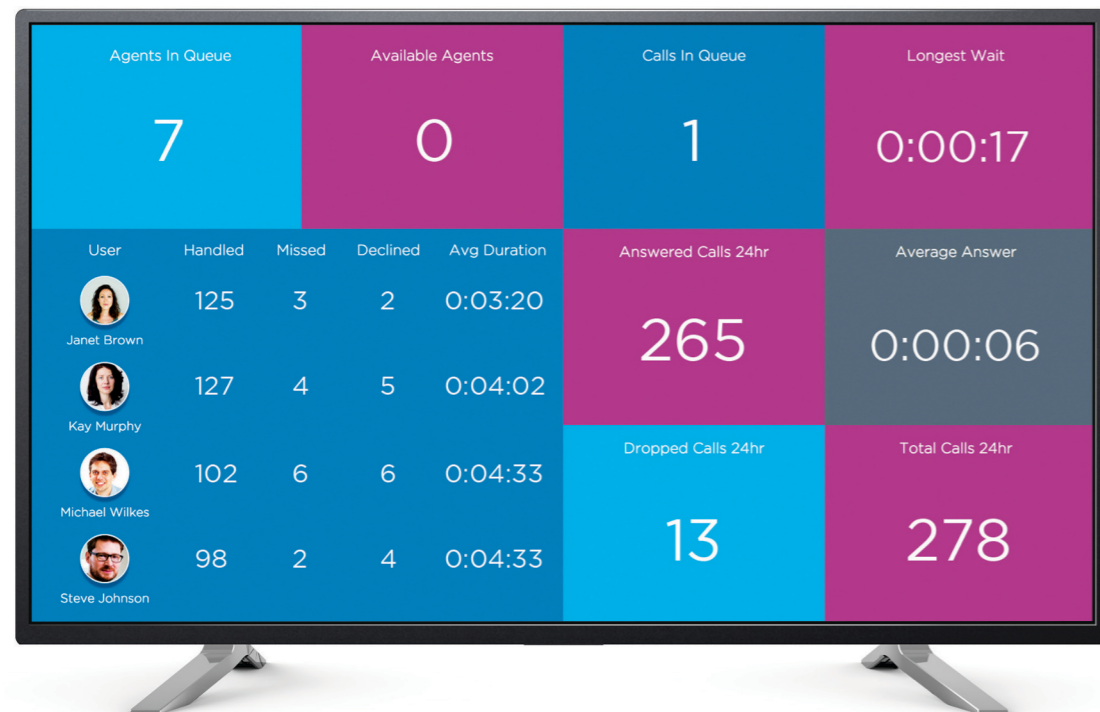 Agents In Queue
7
Available Agents
0
Calls In Queue
1
Longest Wait
0:00:17
User Handled Missed Declined Avg Duration
125 3 2 0:03:20
Janet Brown
127 4 5 0:04:02
Kay Murphy
102 6 6 0:04:33
Michael Wilkes
98 2 4 0:04:33
Steve Johnson
Answered Calls 24hr
265
Average Answer
0:00:06
Dropped Calls 24hr
13
Total Calls 24hr
278